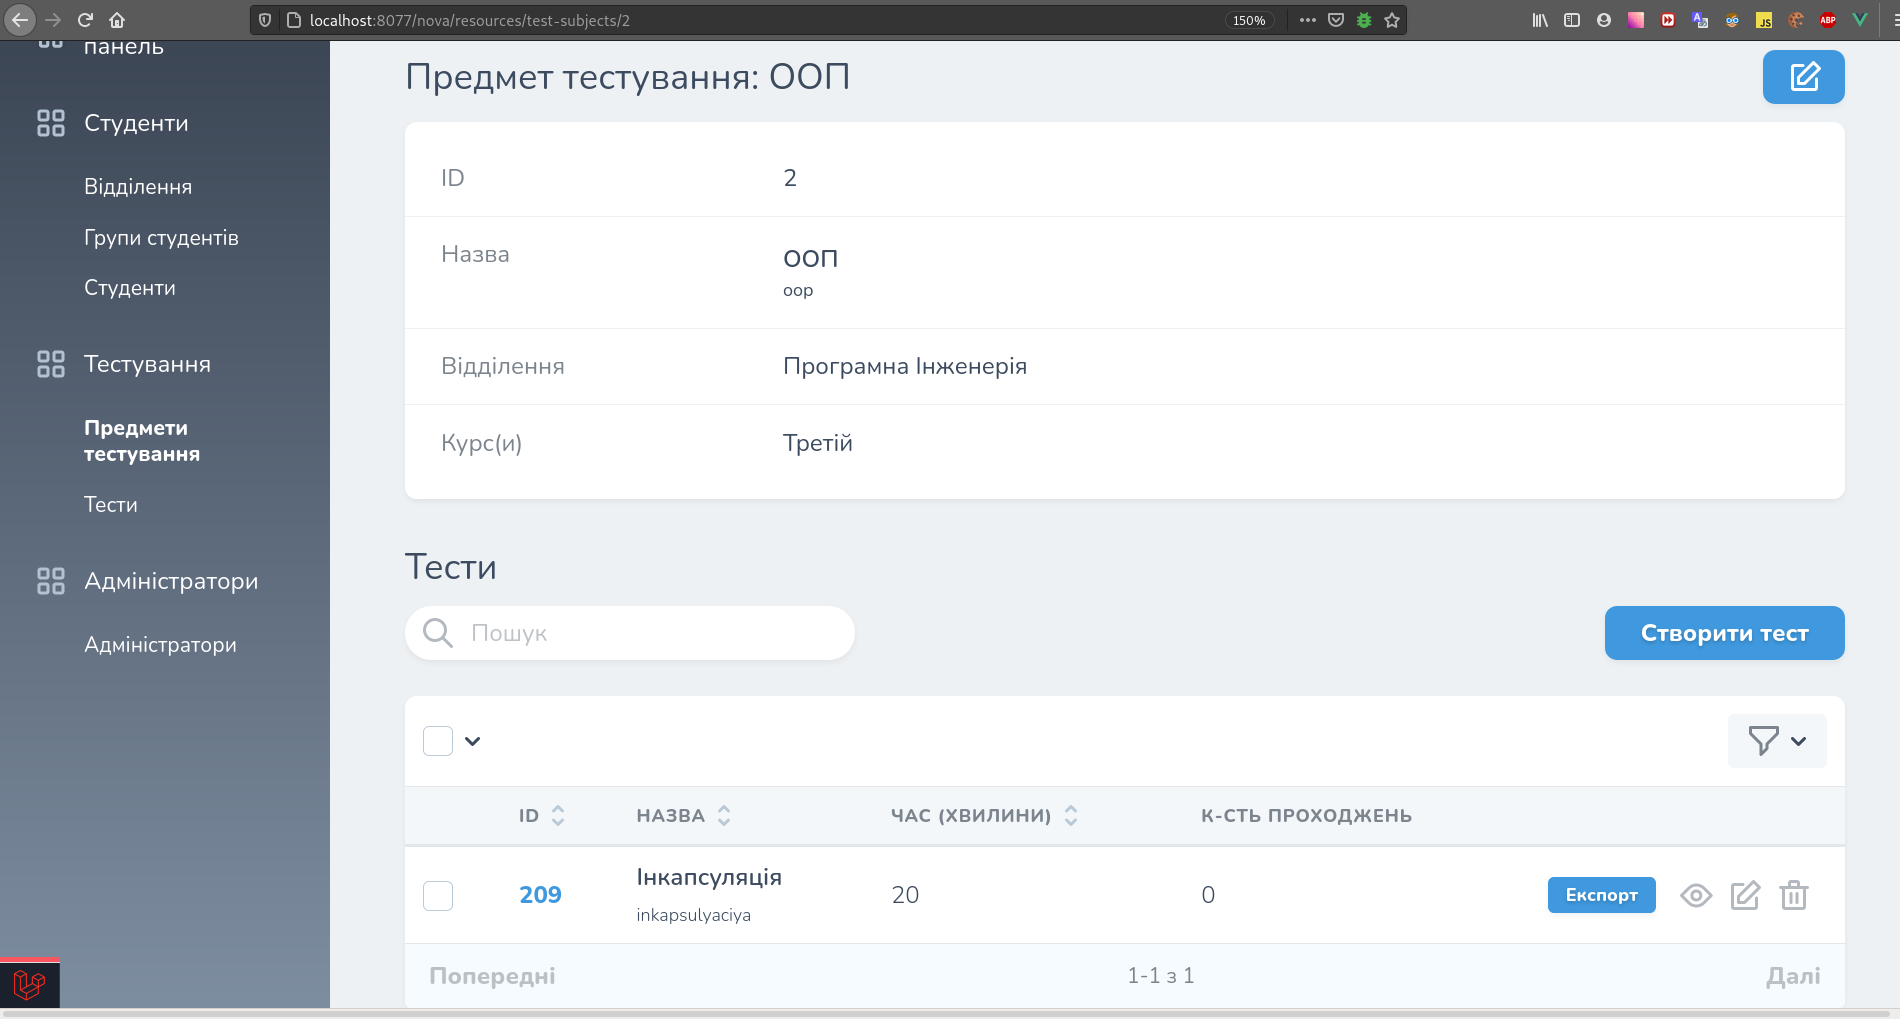 localhost:8077/nova/resources/test-subjects/2
150%
JS
ABP
панель
Студенти
Відділення
Групи студентів
Студенти
Тестування
Предмети
тестування
Тести
Адміністратори
Адміністратори
Предмет тестування: ООП
ID
2
Назва
ООП
oop
Відділення
Програмна Інженерія
Курс(и)
Третій
Тести
Пошук
Створити тест
ID
НАЗВА
ЧАС (ХВИЛИНИ)
К-СТЬ ПРОХОДЖЕНЬ
209
Інкапсуляція
inkapsulyaciya
20
0
Експорт
Попередні
1-1 з 1
Далі